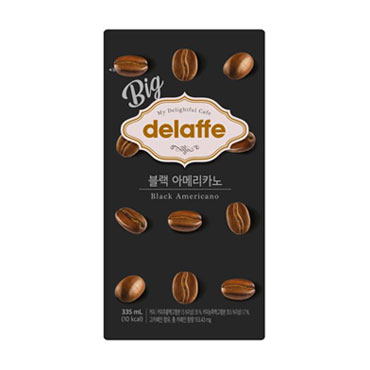 Big
My Delightful Cafe
delaffe
블랙 아메리카노
Black Americano
335 mL
(10 kcal)